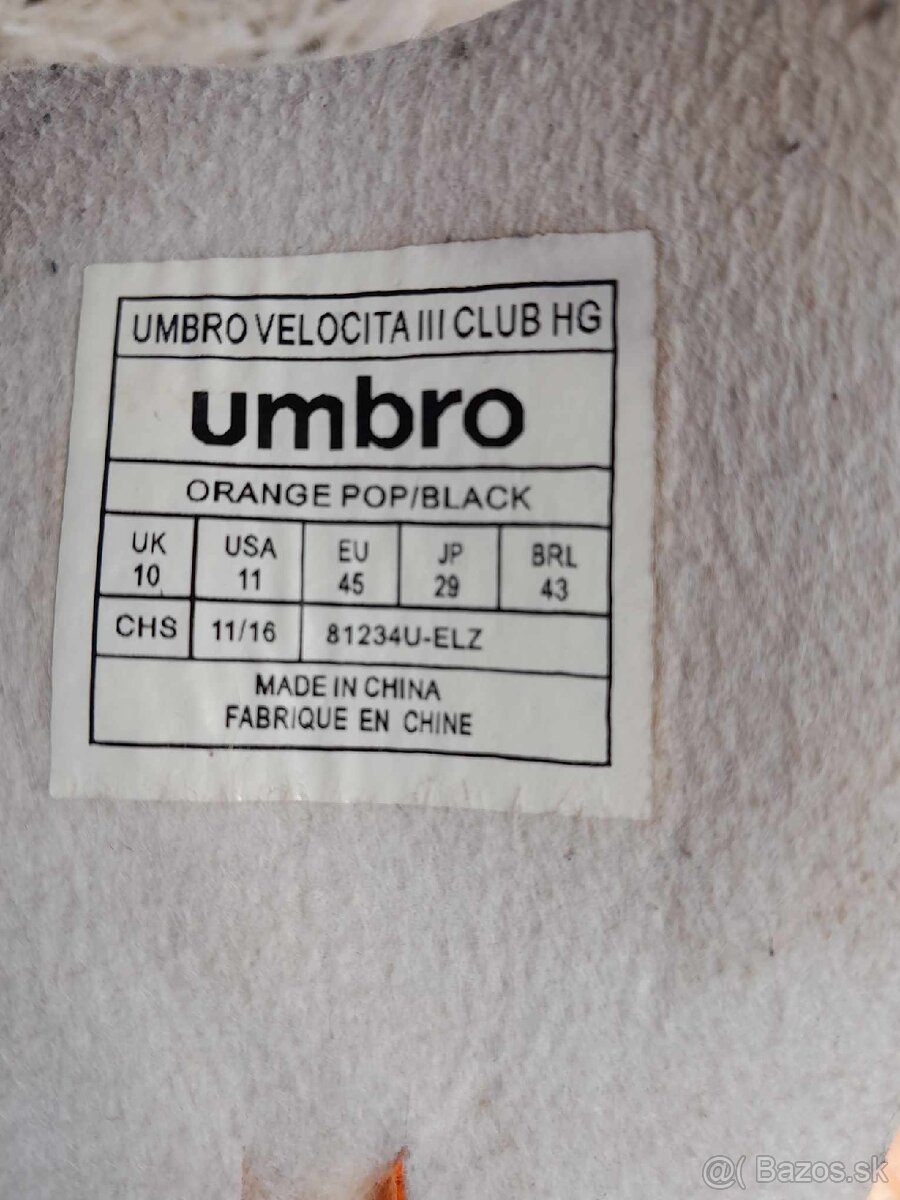 UMBRO VELOCITA III CLUB HG
umbro
ORANGE POP/BLACK
UK USA EU JP BRL
10 11 45 29 43
CHS 11/16 81234U-ELZ
MADE IN CHINA
FABRIQUE EN CHINE
@( Bazos.sk